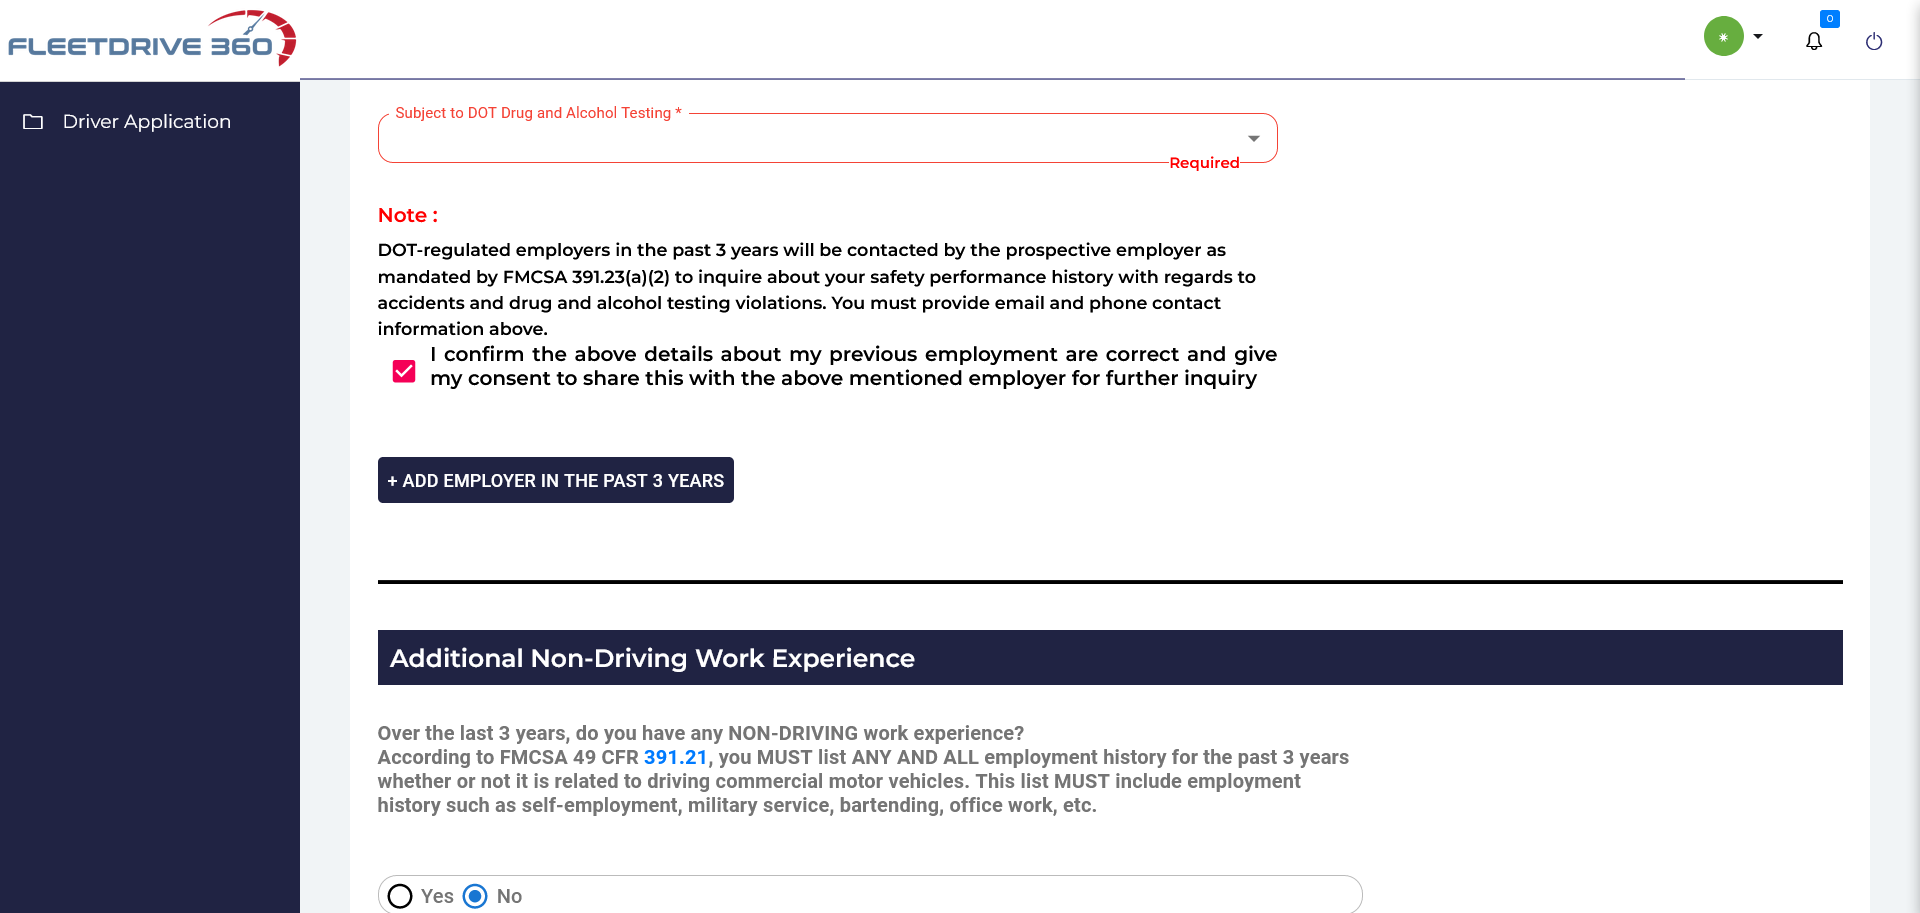 FLEETDRIVE 360
0
Driver Application
Subject to DOT Drug and Alcohol Testing *
Required
Note :
DOT-regulated employers in the past 3 years will be contacted by the prospective employer as
mandated by FMCSA 391.23(a)(2) to inquire about your safety performance history with regards to
accidents and drug and alcohol testing violations. You must provide email and phone contact
information above.
I confirm the above details about my previous employment are correct and give
my consent to share this with the above mentioned employer for further inquiry
+ ADD EMPLOYER IN THE PAST 3 YEARS
Additional Non-Driving Work Experience
Over the last 3 years, do you have any NON-DRIVING work experience?
According to FMCSA 49 CFR 391.21, you MUST list ANY AND ALL employment history for the past 3 years
whether or not it is related to driving commercial motor vehicles. This list MUST include employment
history such as self-employment, military service, bartending, office work, etc.
Yes No